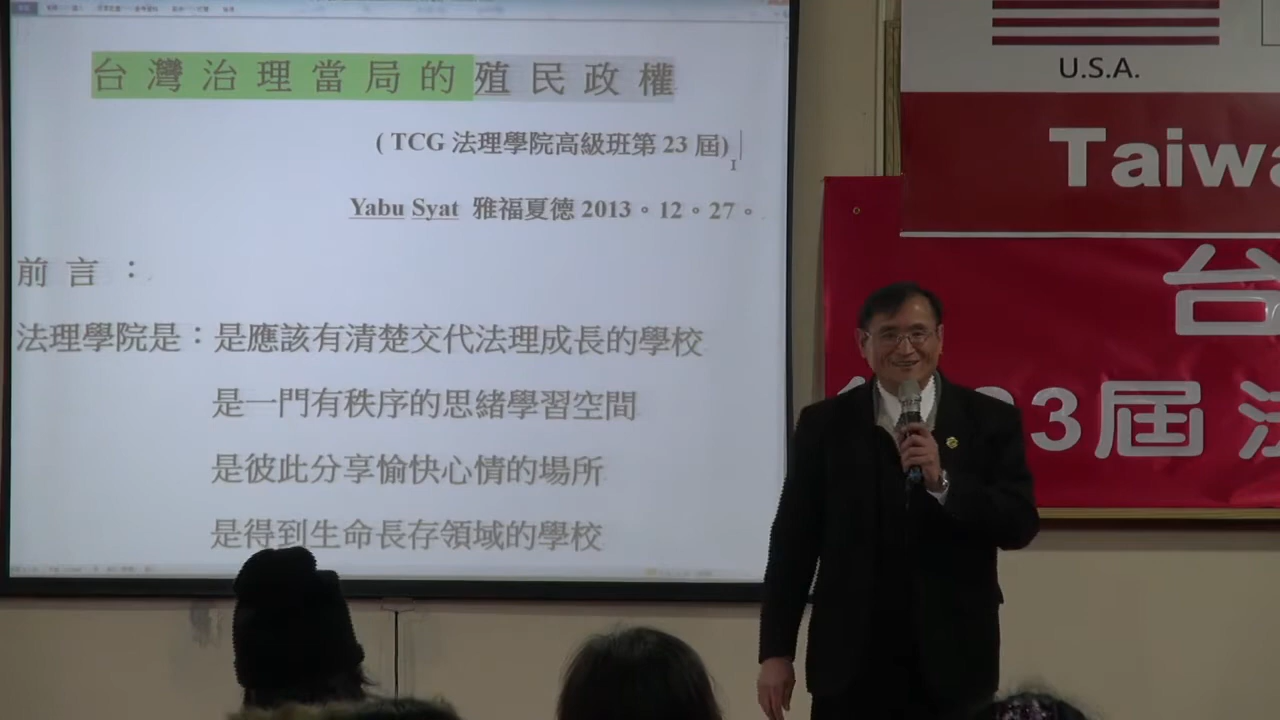 台灣治理當局的殖民政權
( TCG 法理學院高級班第 23 屆)
Yabu Syat 雅福夏德 2013。12。27。
前言：
法理學院是：是應該有清楚交代法理成長的學校
是一門有秩序的思緒學習空間
是彼此分享愉快心情的場所
是得到生命長存領域的學校
U.S.A.
Taiwa
台
23屆 法